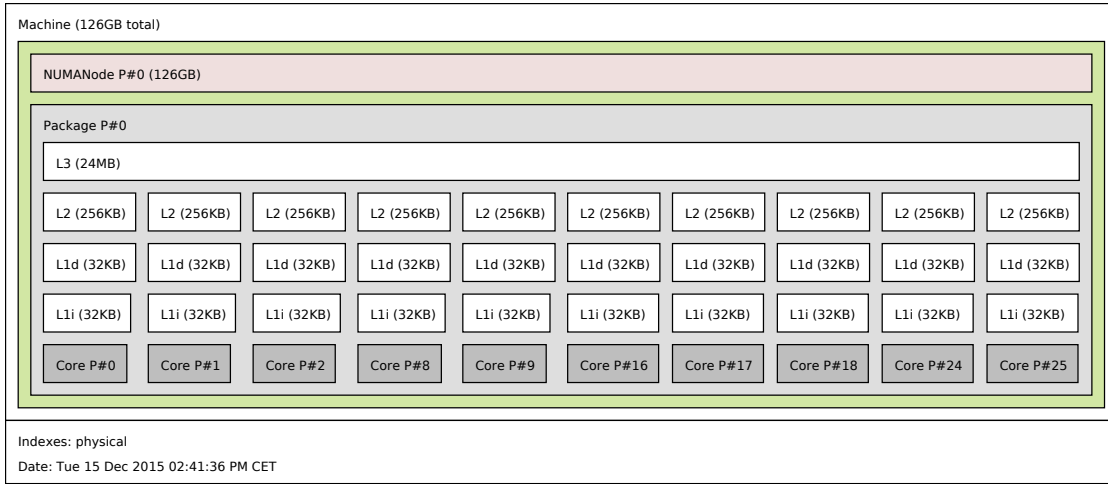 Machine (126GB total)
NUMANode P#0 (126GB)
Package P#0
L3 (24MB)
L2 (256KB) L2 (256KB) L2 (256KB) L2 (256KB) L2 (256KB) L2 (256KB) L2 (256KB) L2 (256KB) L2 (256KB) L2 (256KB)
L1d (32KB) L1d (32KB) L1d (32KB) L1d (32KB) L1d (32KB) L1d (32KB) L1d (32KB) L1d (32KB) L1d (32KB) L1d (32KB)
L1i (32KB) L1i (32KB) L1i (32KB) L1i (32KB) L1i (32KB) L1i (32KB) L1i (32KB) L1i (32KB) L1i (32KB) L1i (32KB)
Core P#0 Core P#1 Core P#2 Core P#8 Core P#9 Core P#16 Core P#17 Core P#18 Core P#24 Core P#25
Indexes: physical
Date: Tue 15 Dec 2015 02:41:36 PM CET